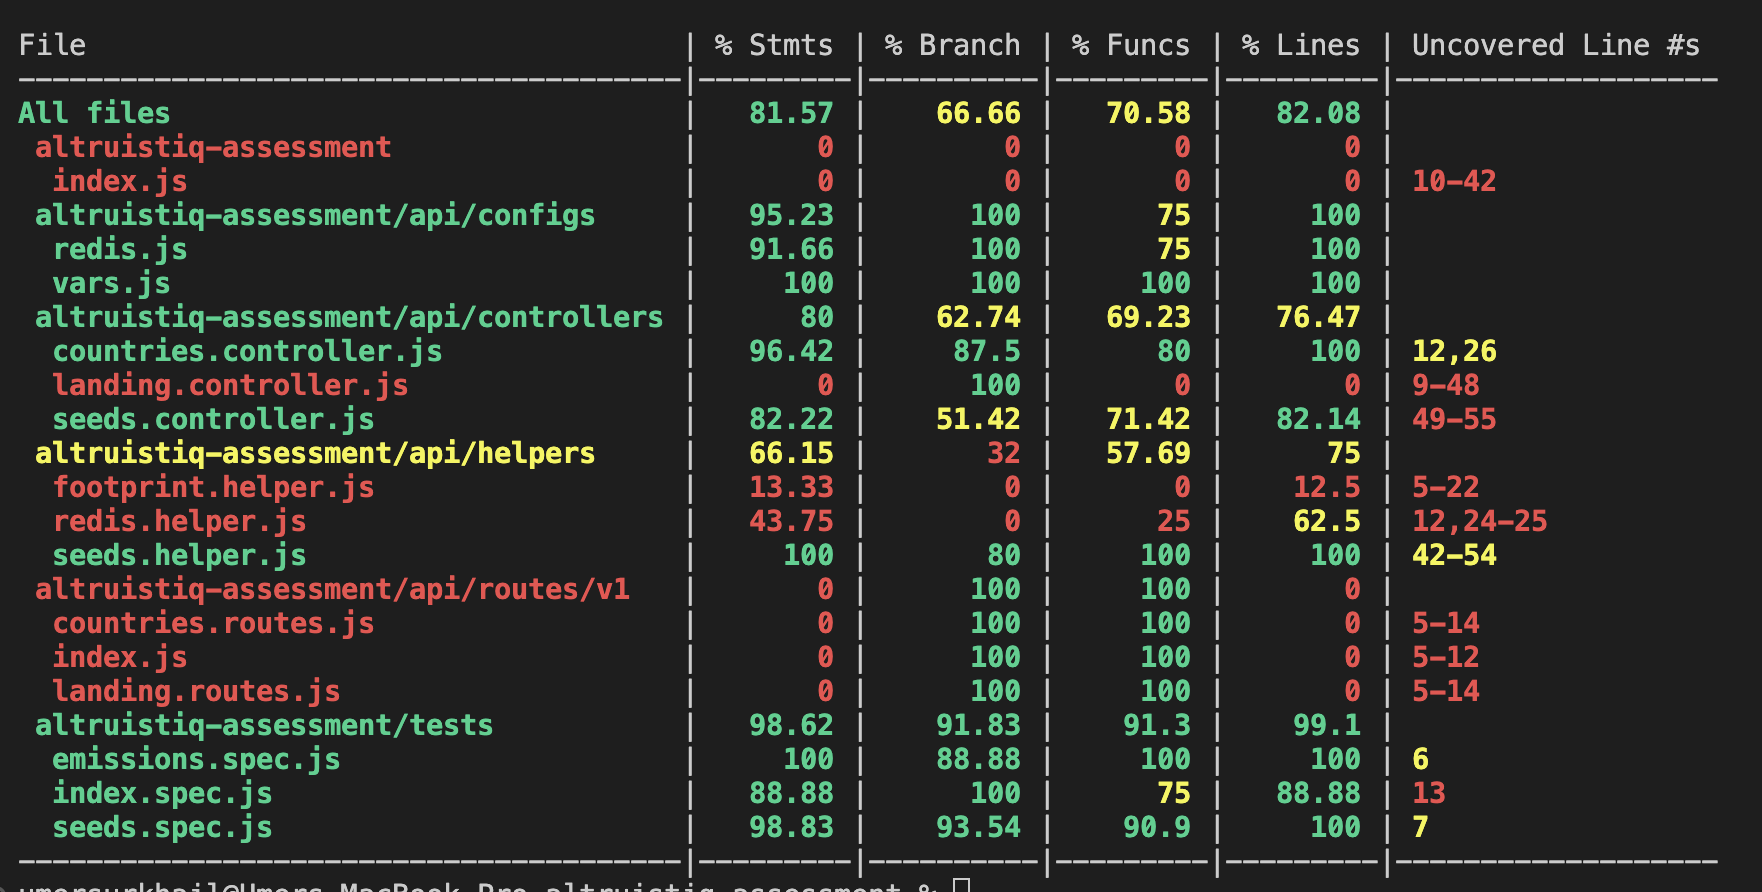 File | % Stmts | % Branch | % Funcs | % Lines | Uncovered Line #s
All files | 81.57 | 66.66 | 70.58 | 82.08 |
altruistiq-assessment | 0 | 0 | 0 | 0 |
index.js | 0 | 0 | 0 | 0 | 10-42
altruistiq-assessment/api/configs | 95.23 | 100 | 75 | 100 |
redis.js | 91.66 | 100 | 75 | 100 |
vars.js | 100 | 100 | 100 | 100 |
altruistiq-assessment/api/controllers | 80 | 62.74 | 69.23 | 76.47 |
countries.controller.js | 96.42 | 87.5 | 80 | 100 | 12,26
landing.controller.js | 0 | 100 | 0 | 0 | 9-48
seeds.controller.js | 82.22 | 51.42 | 71.42 | 82.14 | 49-55
altruistiq-assessment/api/helpers | 66.15 | 32 | 57.69 | 75 |
footprint.helper.js | 13.33 | 0 | 0 | 12.5 | 5-22
redis.helper.js | 43.75 | 0 | 25 | 62.5 | 12,24-25
seeds.helper.js | 100 | 80 | 100 | 100 | 42-54
altruistiq-assessment/api/routes/v1 | 0 | 100 | 100 | 0 |
countries.routes.js | 0 | 100 | 100 | 0 | 5-14
index.js | 0 | 100 | 100 | 0 | 5-12
landing.routes.js | 0 | 100 | 100 | 0 | 5-14
altruistiq-assessment/tests | 98.62 | 91.83 | 91.3 | 99.1 |
emissions.spec.js | 100 | 88.88 | 100 | 100 | 6
index.spec.js | 88.88 | 100 | 75 | 88.88 | 13
seeds.spec.js | 98.83 | 93.54 | 90.9 | 100 | 7
altruistiq-assessment %